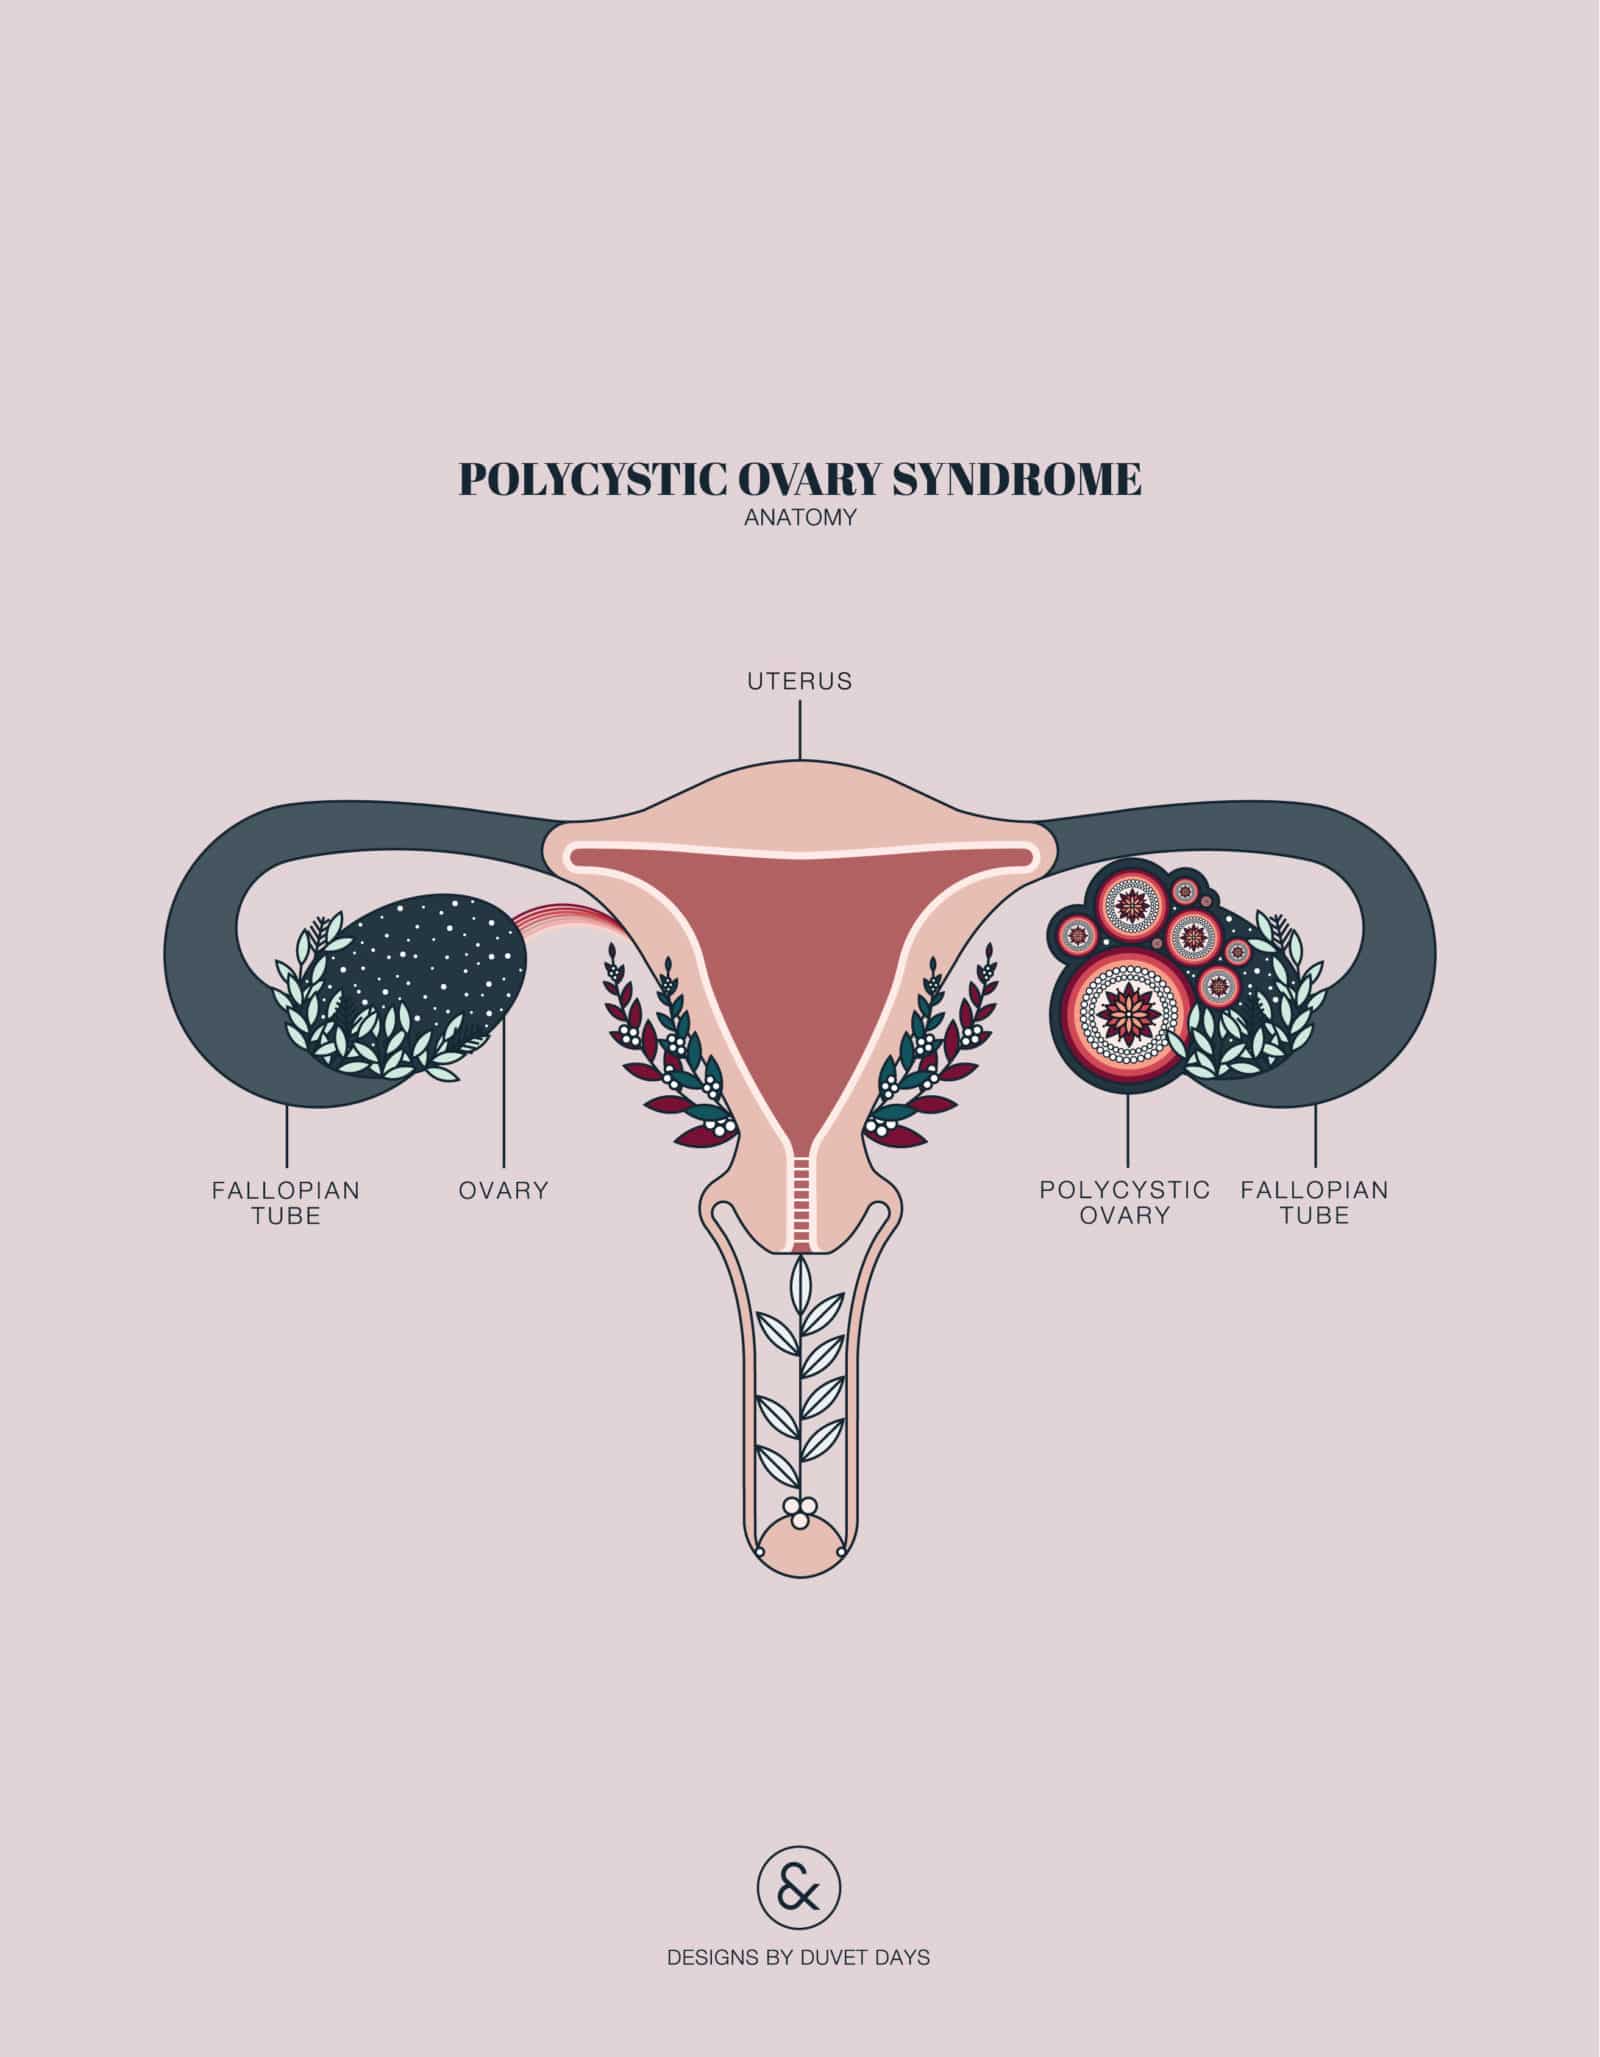 POLYCYSTIC OVARY SYNDROME
ANATOMY
UTERUS
FALLOPIAN
TUBE
OVARY
POLYCYSTIC
OVARY
FALLOPIAN
TUBE
&
DESIGNS BY DUVET DAYS